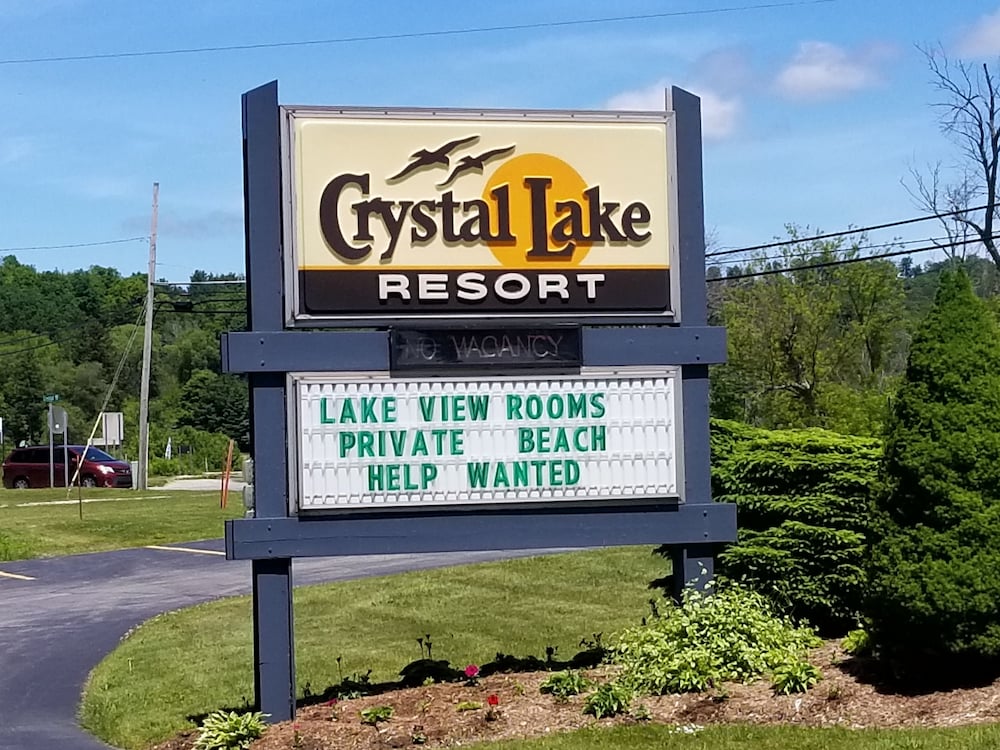 Crystal Lake
RESORT
NO VACANCY
LAKE VIEW ROOMS
PRIVATE BEACH
HELP WANTED